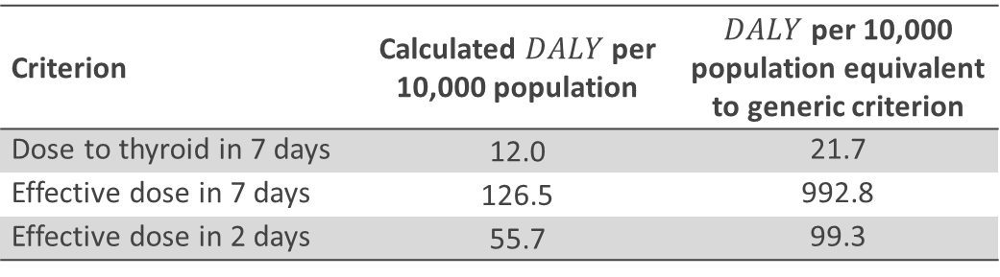 Criterion
Calculated DALY per
10,000 population
DALY per 10,000
population equivalent
to generic criterion
Dose to thyroid in 7 days 12.0 21.7
Effective dose in 7 days 126.5 992.8
Effective dose in 2 days 55.7 99.3